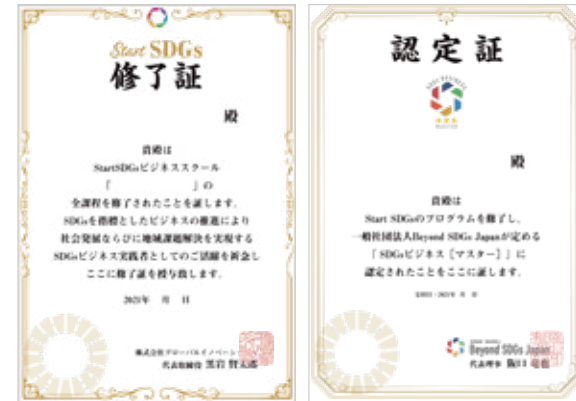 Start SDGs
修了証
殿
貴殿は
StartSDGsビジネススクール
「　　　　　　　」の
全課程を修了されたことを証します。
SDGsを指標としたビジネスの推進により
社会発展ならびに地域課題解決を実現する
SDGsビジネス実践者としてのご活躍を祈念し
ここに修了証を授与致します。
2021年　月　日
株式会社グローバルイノベーション
代表取締役 黒岩 賢太郎
認定証
殿
貴殿は
Start SDGsのプログラムを修了し、
一般社団法人Beyond SDGs Japanが定める
「SDGsビジネス［マスター］」に
認定されたことをここに証します。
Beyond SDGs Japan
代表理事